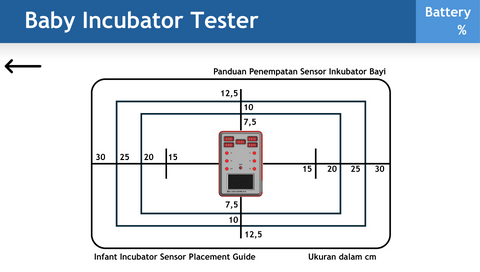 Baby Incubator Tester
Battery
%
Panduan Penempatan Sensor Inkubator Bayi
12,5
10
7,5
30 25 20 15
15 20 25 30
7,5
10
12,5
Infant Incubator Sensor Placement Guide Ukuran dalam cm